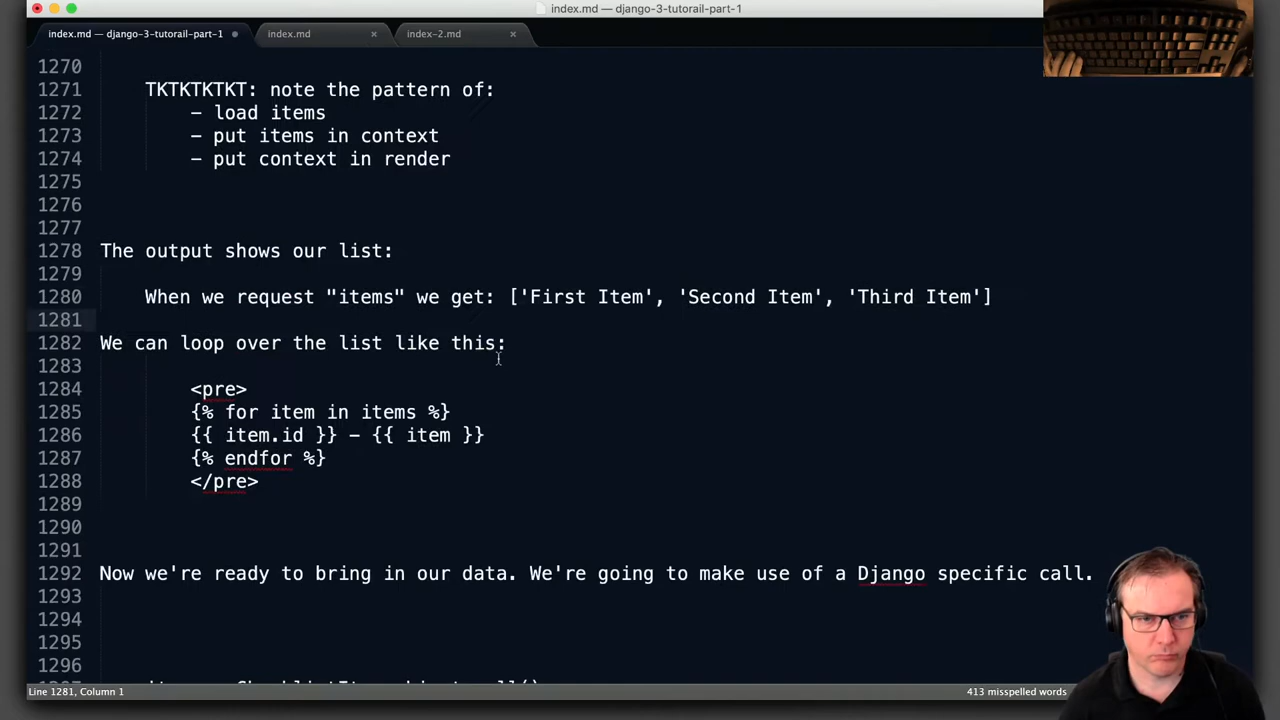 index.md — django-3-tutorail-part-1
index.md — django-3-tutorail-part-1
index.md
index-2.md
1270
1271 TKTKTKTKT: note the pattern of:
1272 - load items
1273 - put items in context
1274 - put context in render
1275
1276
1277
1278 The output shows our list:
1279
1280 When we request "items" we get: ['First Item', 'Second Item', 'Third Item']
1281
1282 We can loop over the list like this:
1283
1284 <pre>
1285 {% for item in items %}
1286 {{ item.id }} - {{ item }}
1287 {% endfor %}
1288 </pre>
1289
1290
1291
1292 Now we're ready to bring in our data. We're going to make use of a Django specific call.
1293
1294
1295
1296
Line 1281, Column 1
413 misspelled words